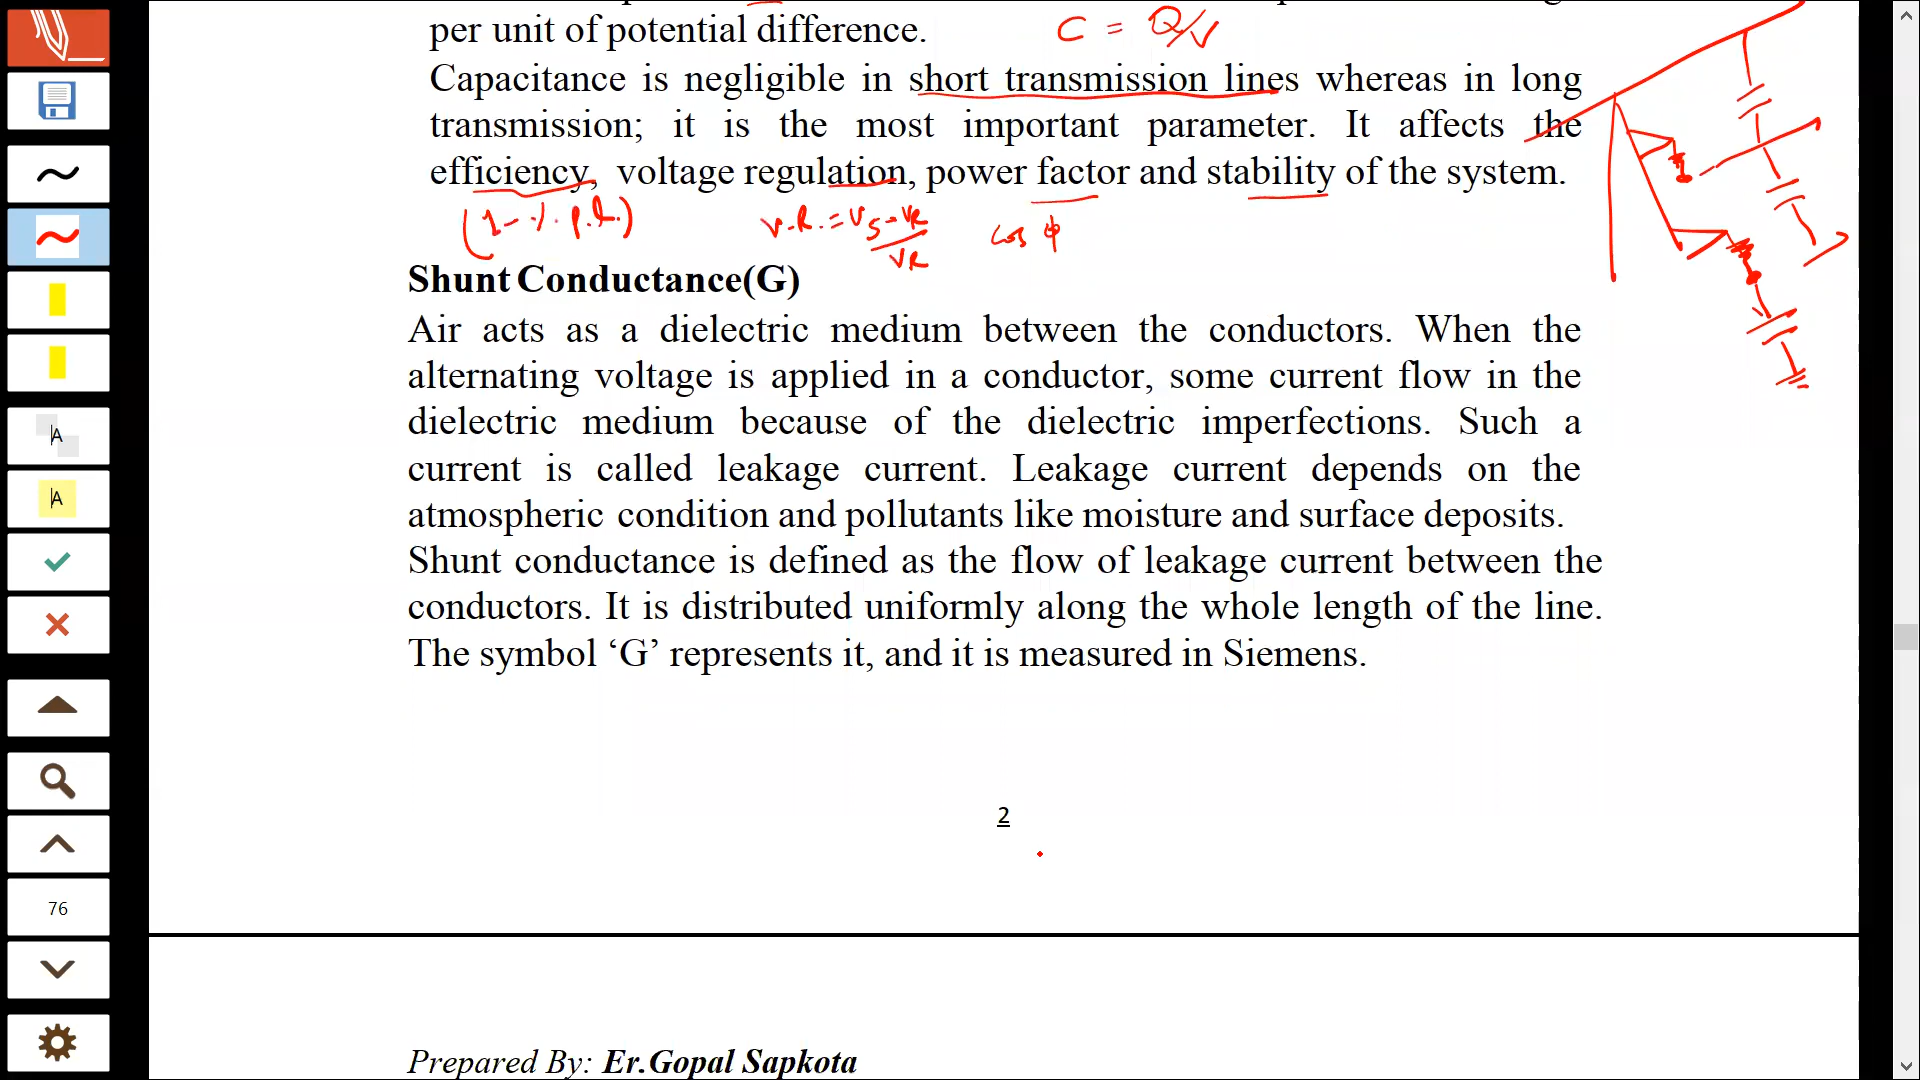 per unit of potential difference. C = Q/V
Capacitance is negligible in short transmission lines whereas in long
transmission; it is the most important parameter. It affects the
efficiency, voltage regulation, power factor and stability of the system.
(1 - %. p.l.) V.R. = VS - VR / VR cos φ
Shunt Conductance(G)
Air acts as a dielectric medium between the conductors. When the
alternating voltage is applied in a conductor, some current flow in the
dielectric medium because of the dielectric imperfections. Such a
current is called leakage current. Leakage current depends on the
atmospheric condition and pollutants like moisture and surface deposits.
Shunt conductance is defined as the flow of leakage current between the
conductors. It is distributed uniformly along the whole length of the line.
The symbol ‘G’ represents it, and it is measured in Siemens.
2
Prepared By: Er.Gopal Sapkota
A
A
76